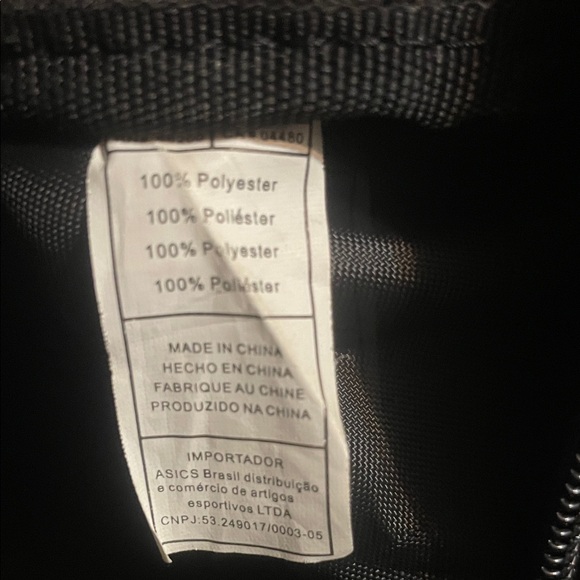 04480
100% Polyester
100% Poliéster
100% Polyester
100% Poliéster
MADE IN CHINA
HECHO EN CHINA
FABRIQUE AU CHINE
PRODUZIDO NA CHINA
IMPORTADOR
ASICS Brasil distribuição
e comércio de artigos
esportivos LTDA
CNPJ:53.249017/0003-05